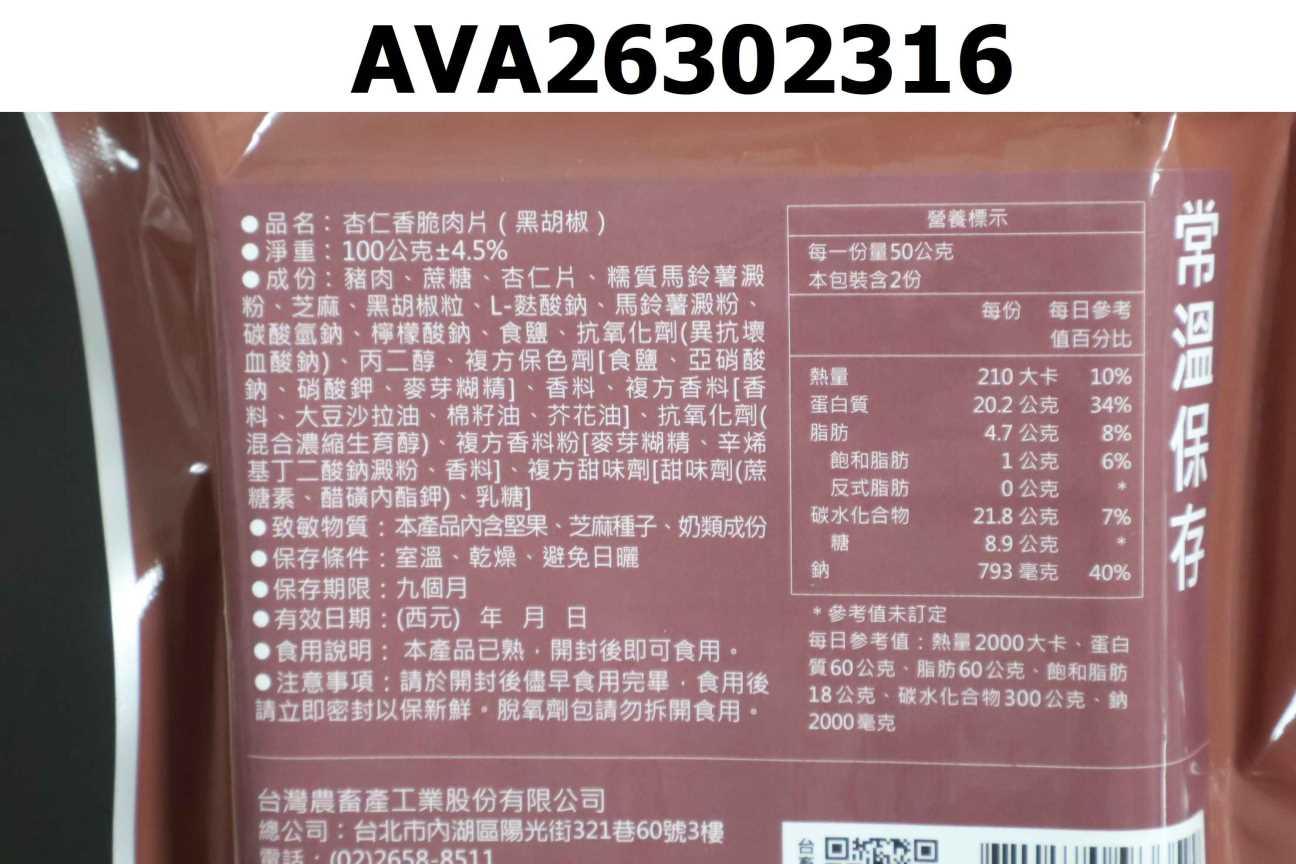 AVA26302316
●品名：杏仁香脆肉片（黑胡椒）
●淨重：100公克±4.5%
●成份：豬肉、蔗糖、杏仁片、糯質馬鈴薯澱
粉、芝麻、黑胡椒粒、L-麩酸鈉、馬鈴薯澱粉、
碳酸氫鈉、檸檬酸鈉、食鹽、抗氧化劑(異抗壞
血酸鈉)、丙二醇、複方保色劑[食鹽、亞硝酸
鈉、硝酸鉀、麥芽糊精]、香料、複方香料[香
料、大豆沙拉油、棉籽油、芥花油]、抗氧化劑(
混合濃縮生育醇)、複方香料粉[麥芽糊精、辛烯
基丁二酸鈉澱粉、香料]、複方甜味劑[甜味劑(蔗
糖素、醋磺內酯鉀)、乳糖]
●致敏物質：本產品內含堅果、芝麻種子、奶類成份
●保存條件：室溫、乾燥、避免日曬
●保存期限：九個月
●有效日期：(西元) 年 月 日
●食用說明：本產品已熟，開封後即可食用。
●注意事項：請於開封後儘早食用完畢，食用後
請立即密封以保新鮮。脫氧劑包請勿拆開食用。
台灣農畜產工業股份有限公司
總公司：台北市內湖區陽光街321巷60號3樓
電話：(02)2658-8511
營養標示
每一份量50公克
本包裝含2份
每份 每日參考
值百分比
熱量 210 大卡 10%
蛋白質 20.2 公克 34%
脂肪 4.7 公克 8%
飽和脂肪 1 公克 6%
反式脂肪 0 公克 *
碳水化合物 21.8 公克 7%
糖 8.9 公克 *
鈉 793 毫克 40%
*參考值未訂定
每日參考值：熱量2000大卡、蛋白
質60公克、脂肪60公克、飽和脂肪
18公克、碳水化合物300公克、鈉
2000毫克
常溫保存
台